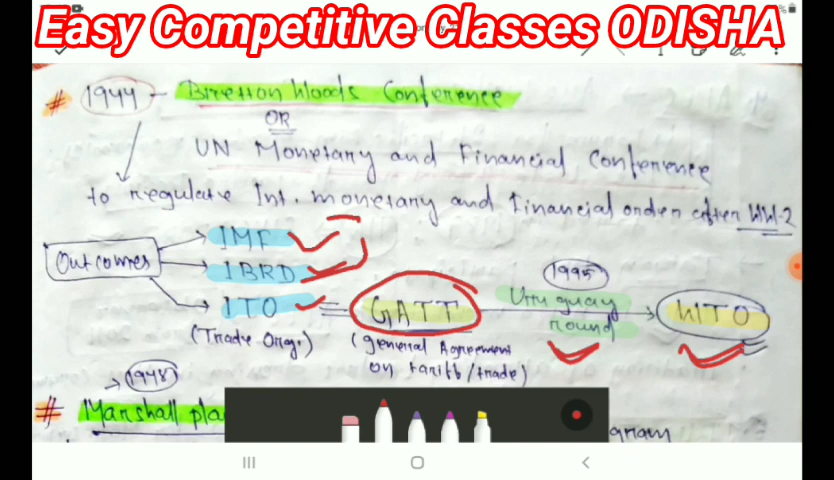 Easy Competitive Classes ODISHA
# 1944 - Bretton Woods Conference
OR
UN Monetary and Financial Conference
to regulate Int. monetary and Financial order after WW-2
Outcomes
IMF
IBRD
ITO = GATT Uruguay round 1995 WTO
(Trade Org.) (general Agreement on tariff/trade)
1948
# Marshall pla
gram